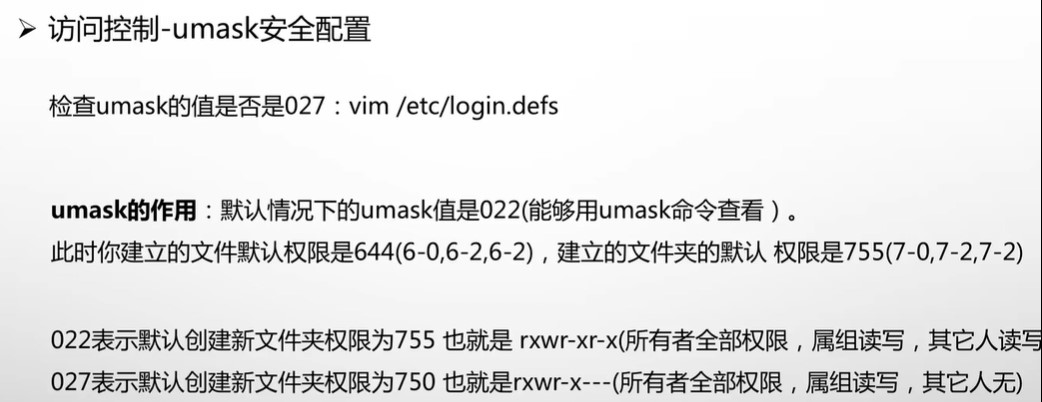 ➢ 访问控制-umask安全配置
检查umask的值是否是027：vim /etc/login.defs
umask的作用：默认情况下的umask值是022(能够用umask命令查看）。
此时你建立的文件默认权限是644(6-0,6-2,6-2)，建立的文件夹的默认 权限是755(7-0,7-2,7-2)
022表示默认创建新文件夹权限为755 也就是 rxwr-xr-x(所有者全部权限，属组读写，其它人读写
027表示默认创建新文件夹权限为750 也就是rxwr-x---(所有者全部权限，属组读写，其它人无)